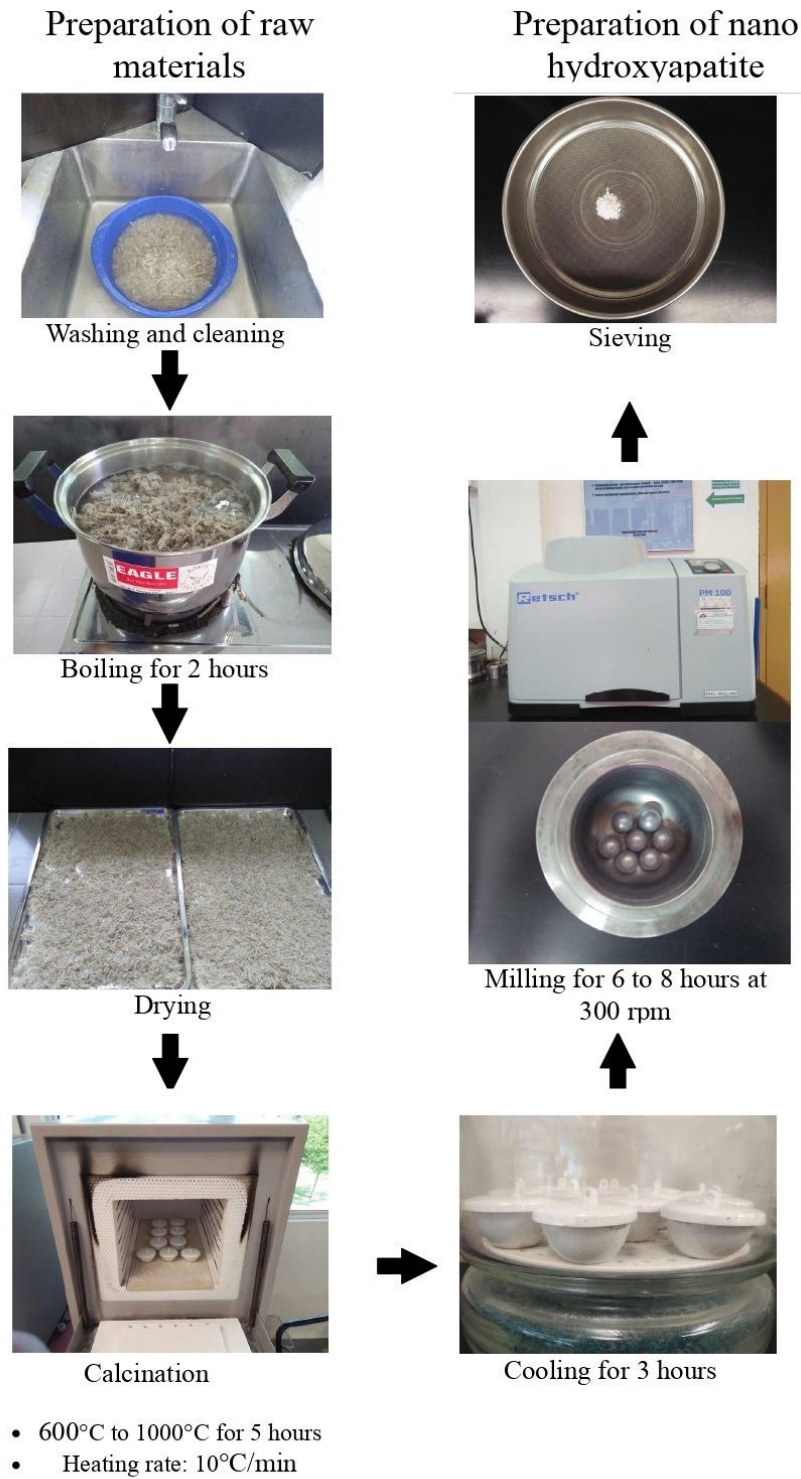 Preparation of raw
materials
Washing and cleaning
EAGLE
Boiling for 2 hours
Drying
Calcination
• 600°C to 1000°C for 5 hours
• Heating rate: 10°C/min
Cooling for 3 hours
Milling for 6 to 8 hours at
300 rpm
Retsch®
PM 100
Sieving
Preparation of nano
hydroxyapatite